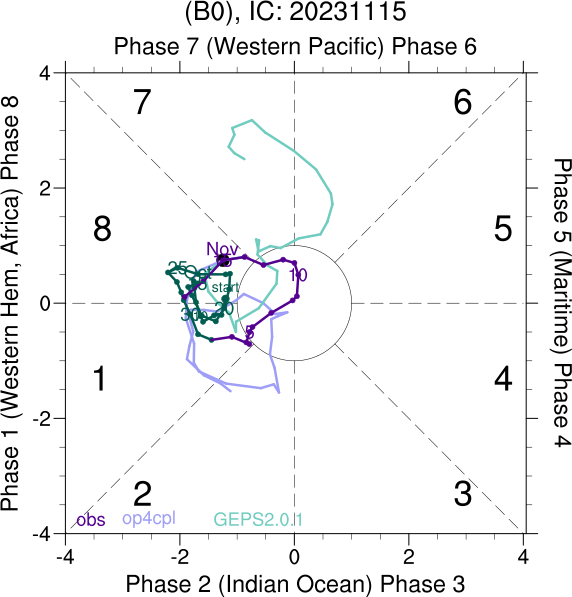 (B0), IC: 20231115
Phase 7 (Western Pacific) Phase 6
Phase 1 (Western Hem, Africa) Phase 8
Phase 5 (Maritime) Phase 4
4
2
0
-2
-4
7
6
8
5
1
4
2
3
Nov
25
Oct
start
10
30
20
5
obs
op4cpl
GEPS2.0.1
-4
-2
0
2
4
Phase 2 (Indian Ocean) Phase 3